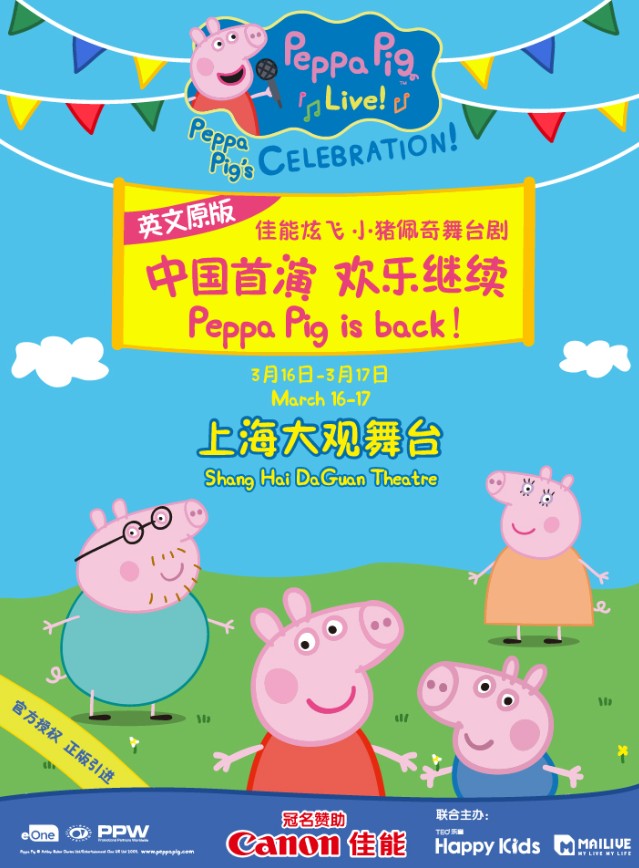 Peppa Pig
Live!
Peppa Pig's
CELEBRATION!
英文原版
佳能炫飞 小猪佩奇舞台剧
中国首演 欢乐继续
Peppa Pig is back!
3月16日-3月17日
March 16-17
上海大观舞台
Shang Hai DaGuan Theatre
官方授权 正版引进
冠名赞助
Canon 佳能
联合主办:
eOne
PPW
Happy Kids
MAILIVE
MY LIVE MY LIFE
www.peppapig.com